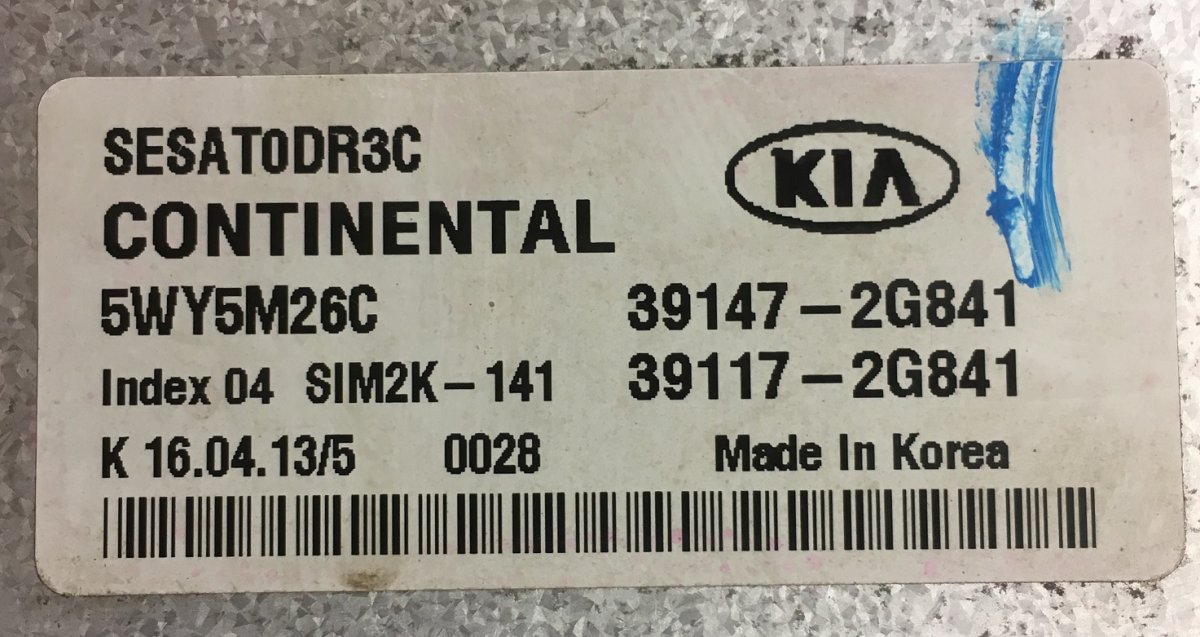 SESAT0DR3C
KIA
CONTINENTAL
5WY5M26C 39147-2G841
Index 04 SIM2K-141 39117-2G841
K 16.04.13/5 0028 Made In Korea